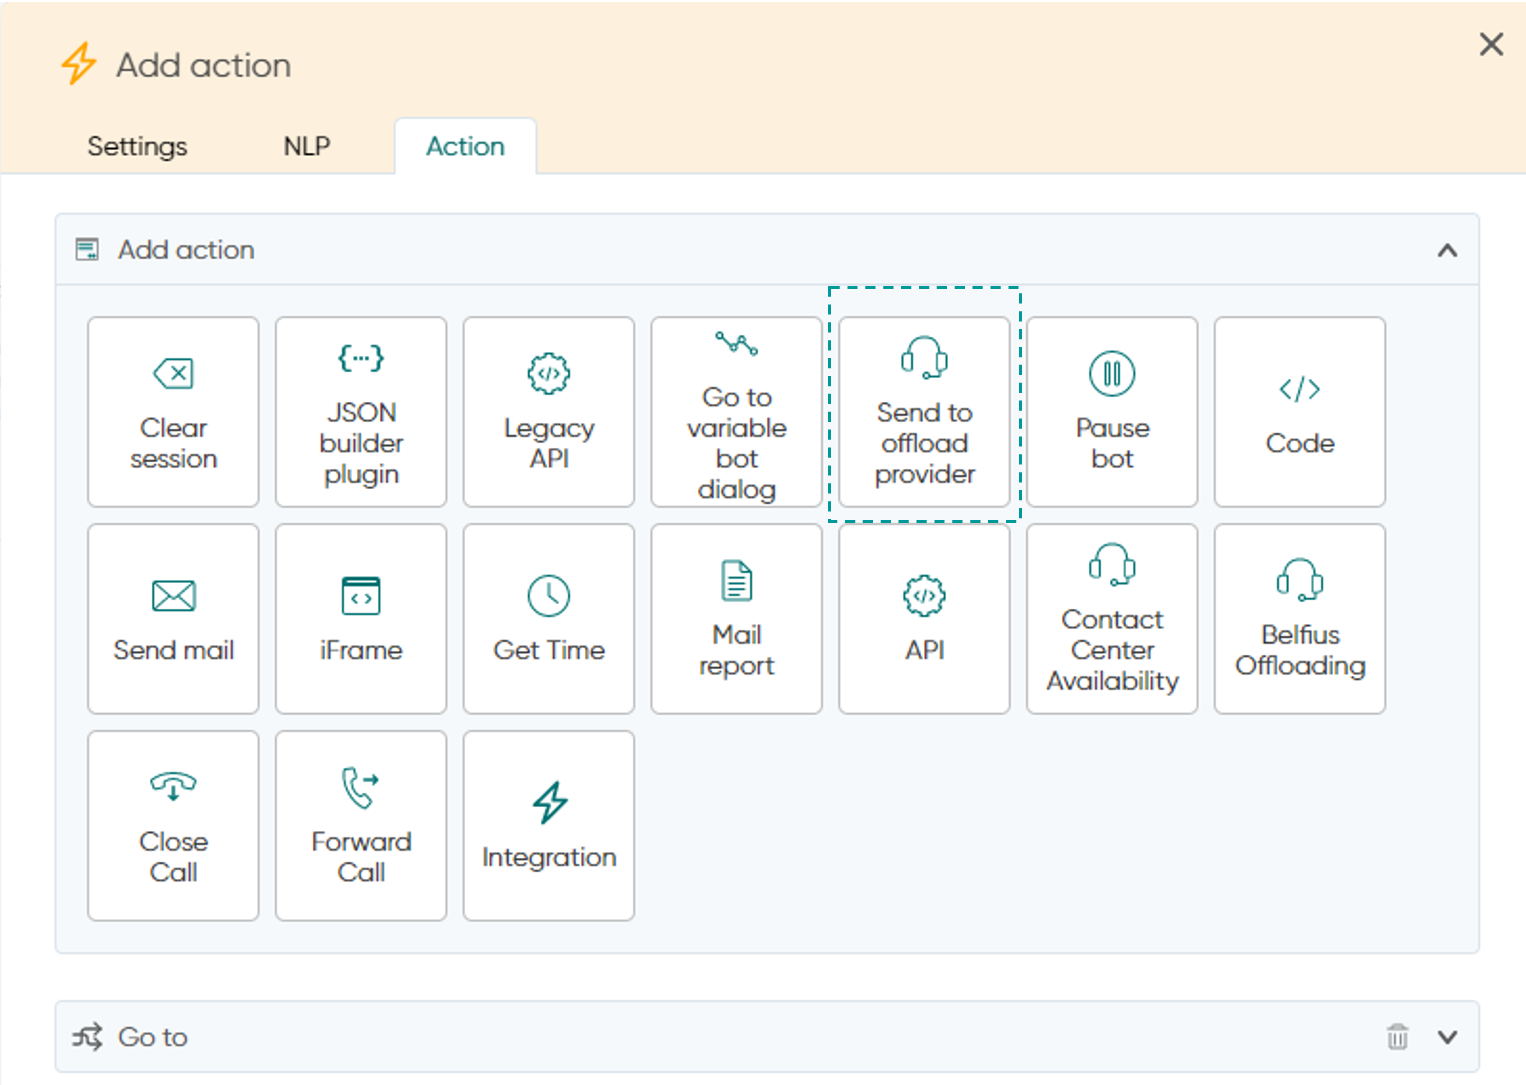 Add action
Settings
NLP
Action
Add action
Clear
session
{···}
JSON
builder
plugin
</>
Legacy
API
Go to
variable
bot
dialog
Send to
offload
provider
Pause
bot
</>
Code
Send mail
<>
iFrame
Get Time
Mail
report
</>
API
Contact
Center
Availability
Belfius
Offloading
Close
Call
Forward
Call
Integration
Go to